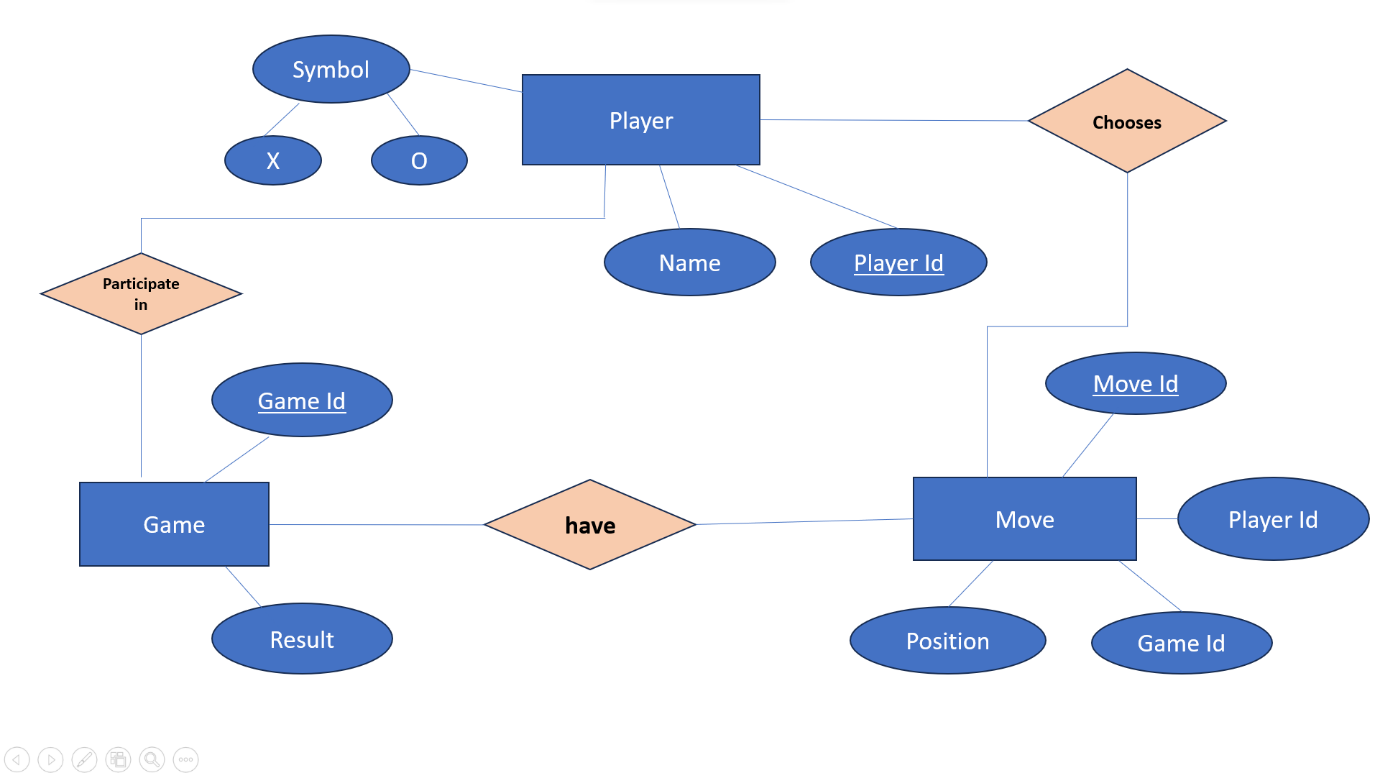 Symbol
Player
Chooses
X
O
Name
Player Id
Participate
in
Move Id
Game Id
Game
have
Move
Player Id
Result
Position
Game Id